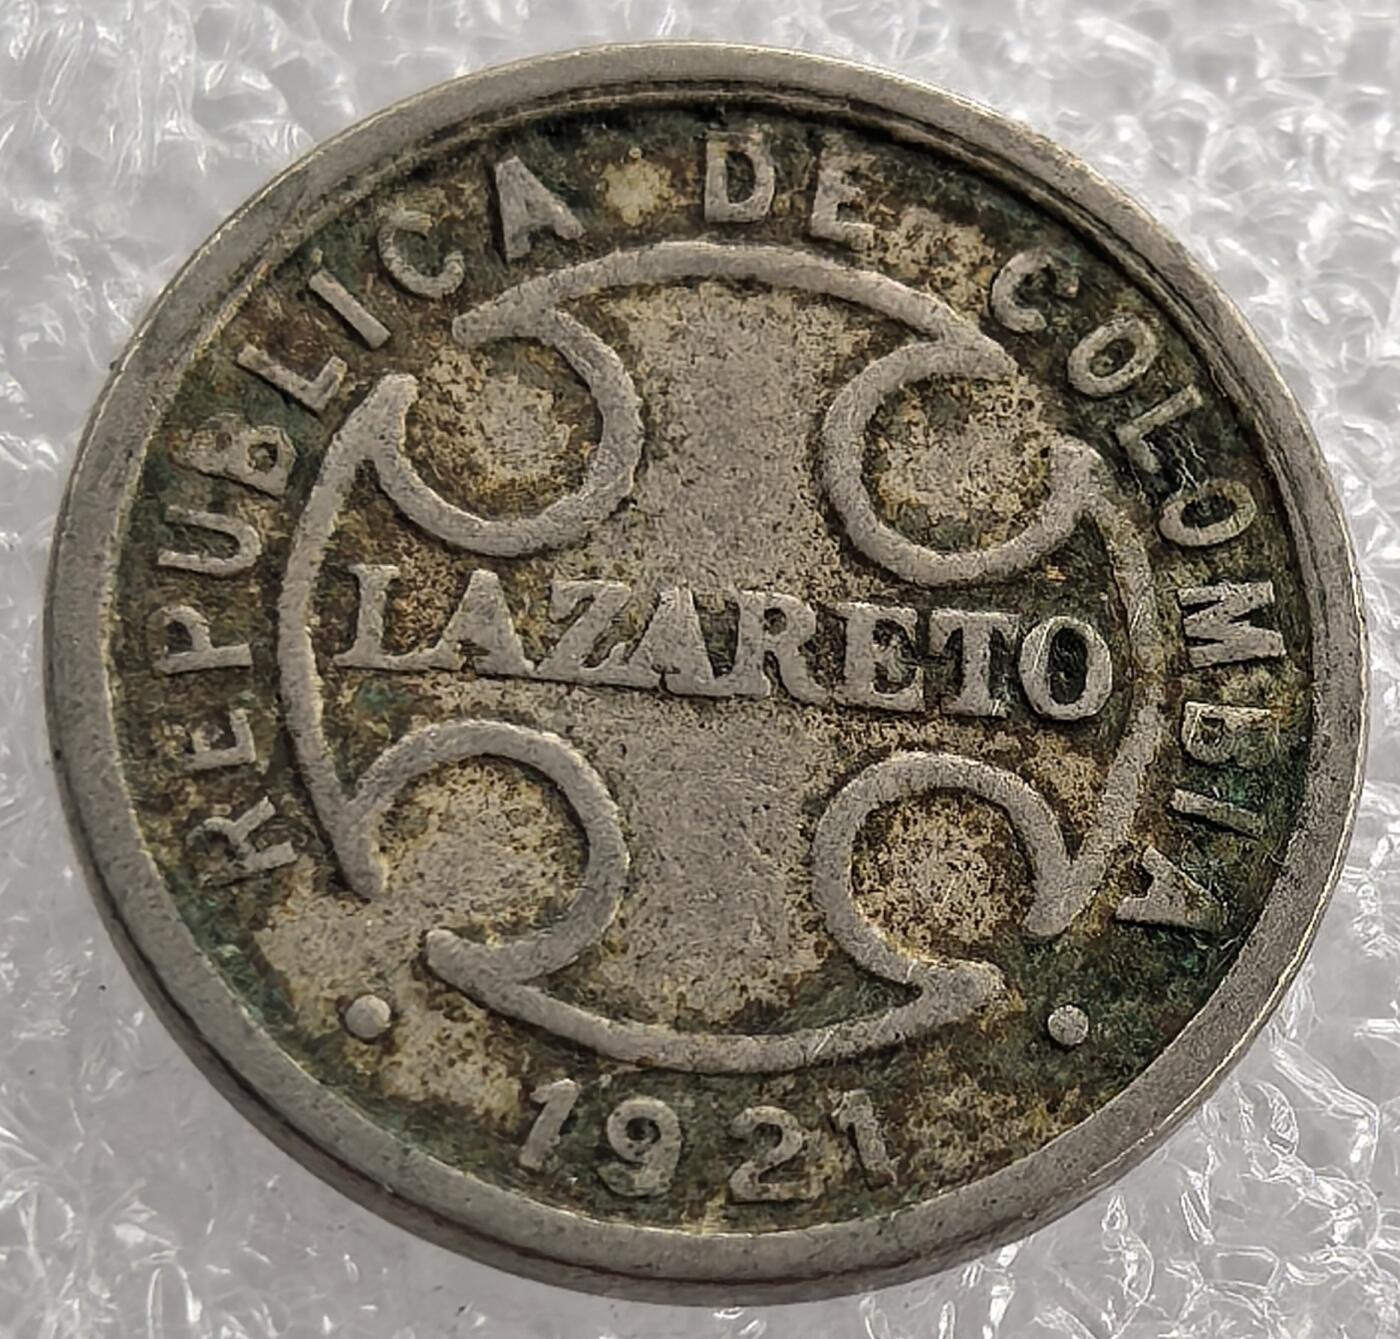 REPUBLICA DE COLOMBIA
LAZARETO
1921